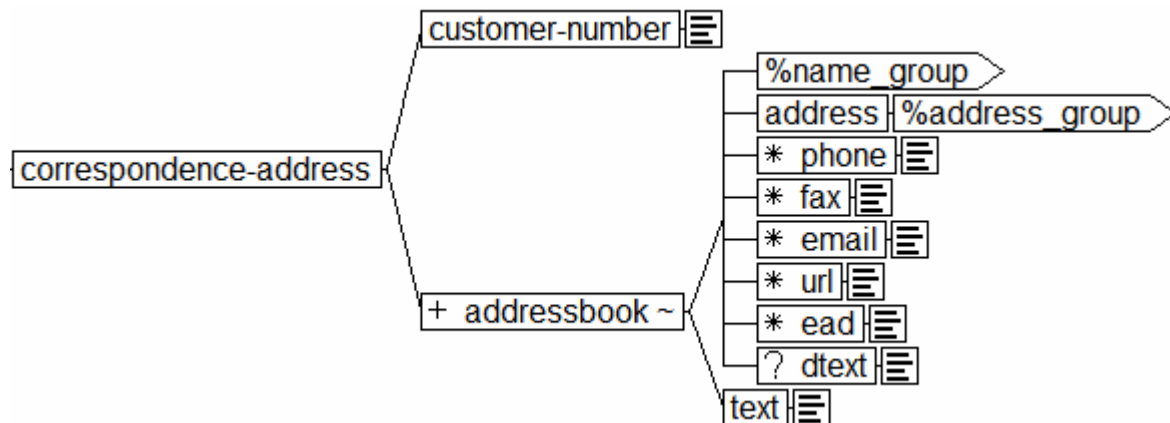 customer-number
%name_group
address %address_group
correspondence-address
* phone
* fax
* email
* url
+ addressbook ~
* ead
? dtext
text